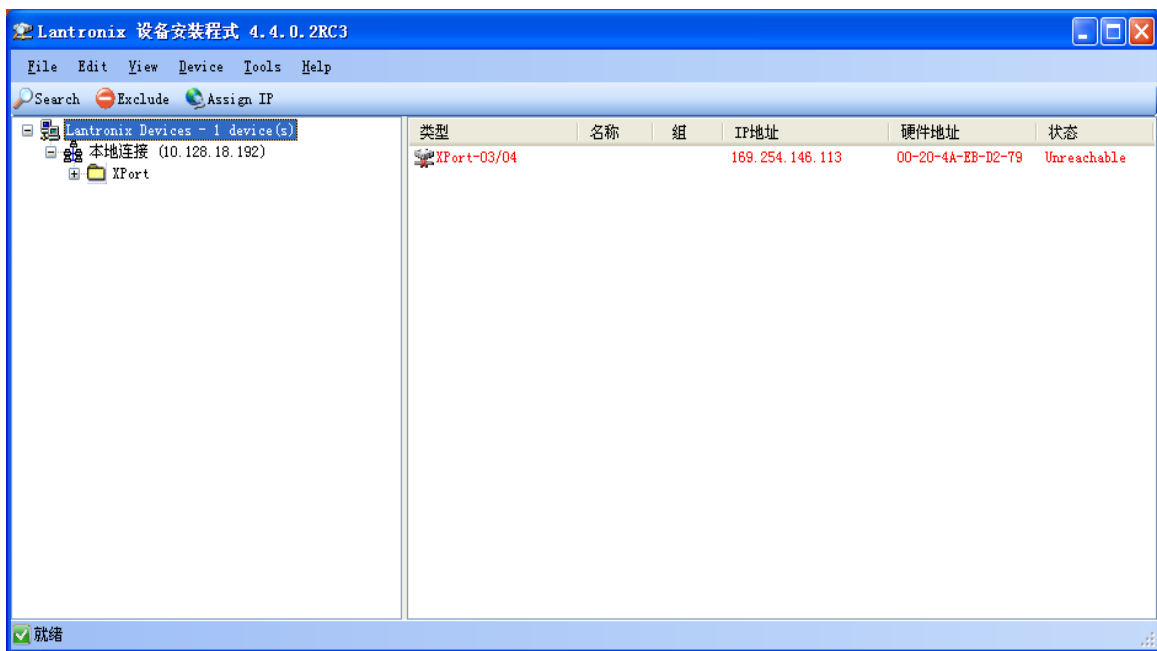 Lantronix 设备安装程式 4.4.0.2RC3
File Edit View Device Tools Help
Search Exclude Assign IP
Lantronix Devices - 1 device(s)
本地连接 (10.128.18.192)
XPort
类型 名称 组 IP地址 硬件地址 状态
XPort-03/04 169.254.146.113 00-20-4A-EB-D2-79 Unreachable
就绪